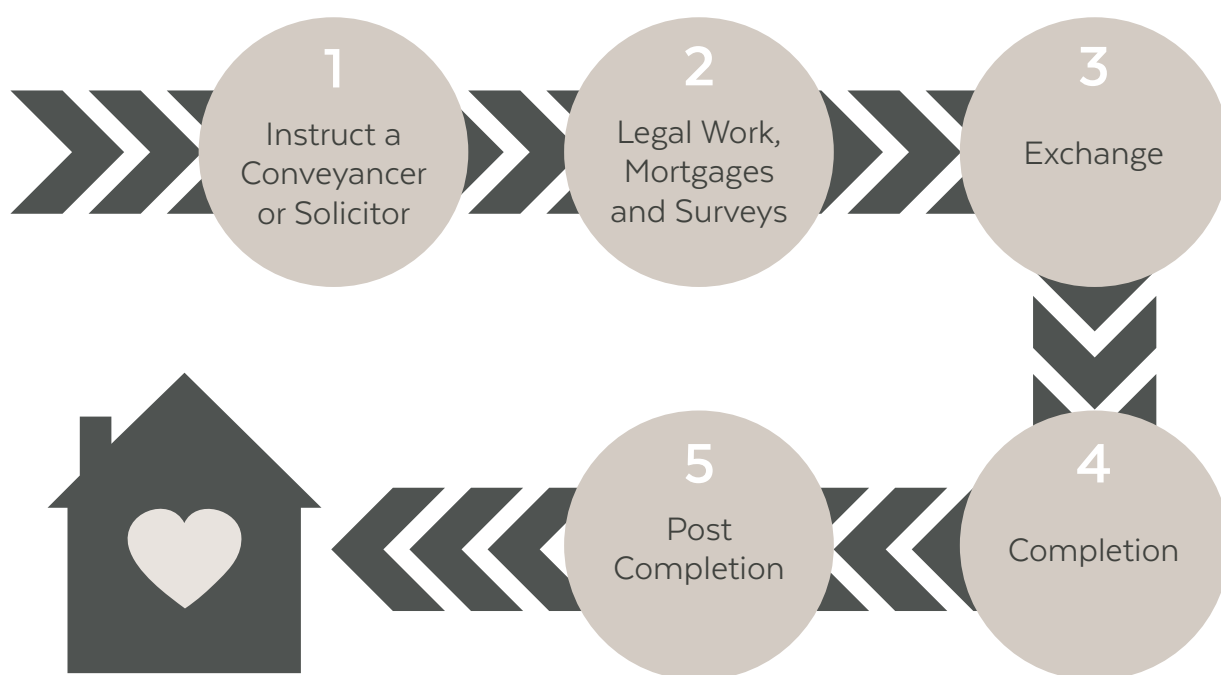 1
Instruct a
Conveyancer
or Solicitor
2
Legal Work,
Mortgages
and Surveys
3
Exchange
4
Completion
5
Post
Completion